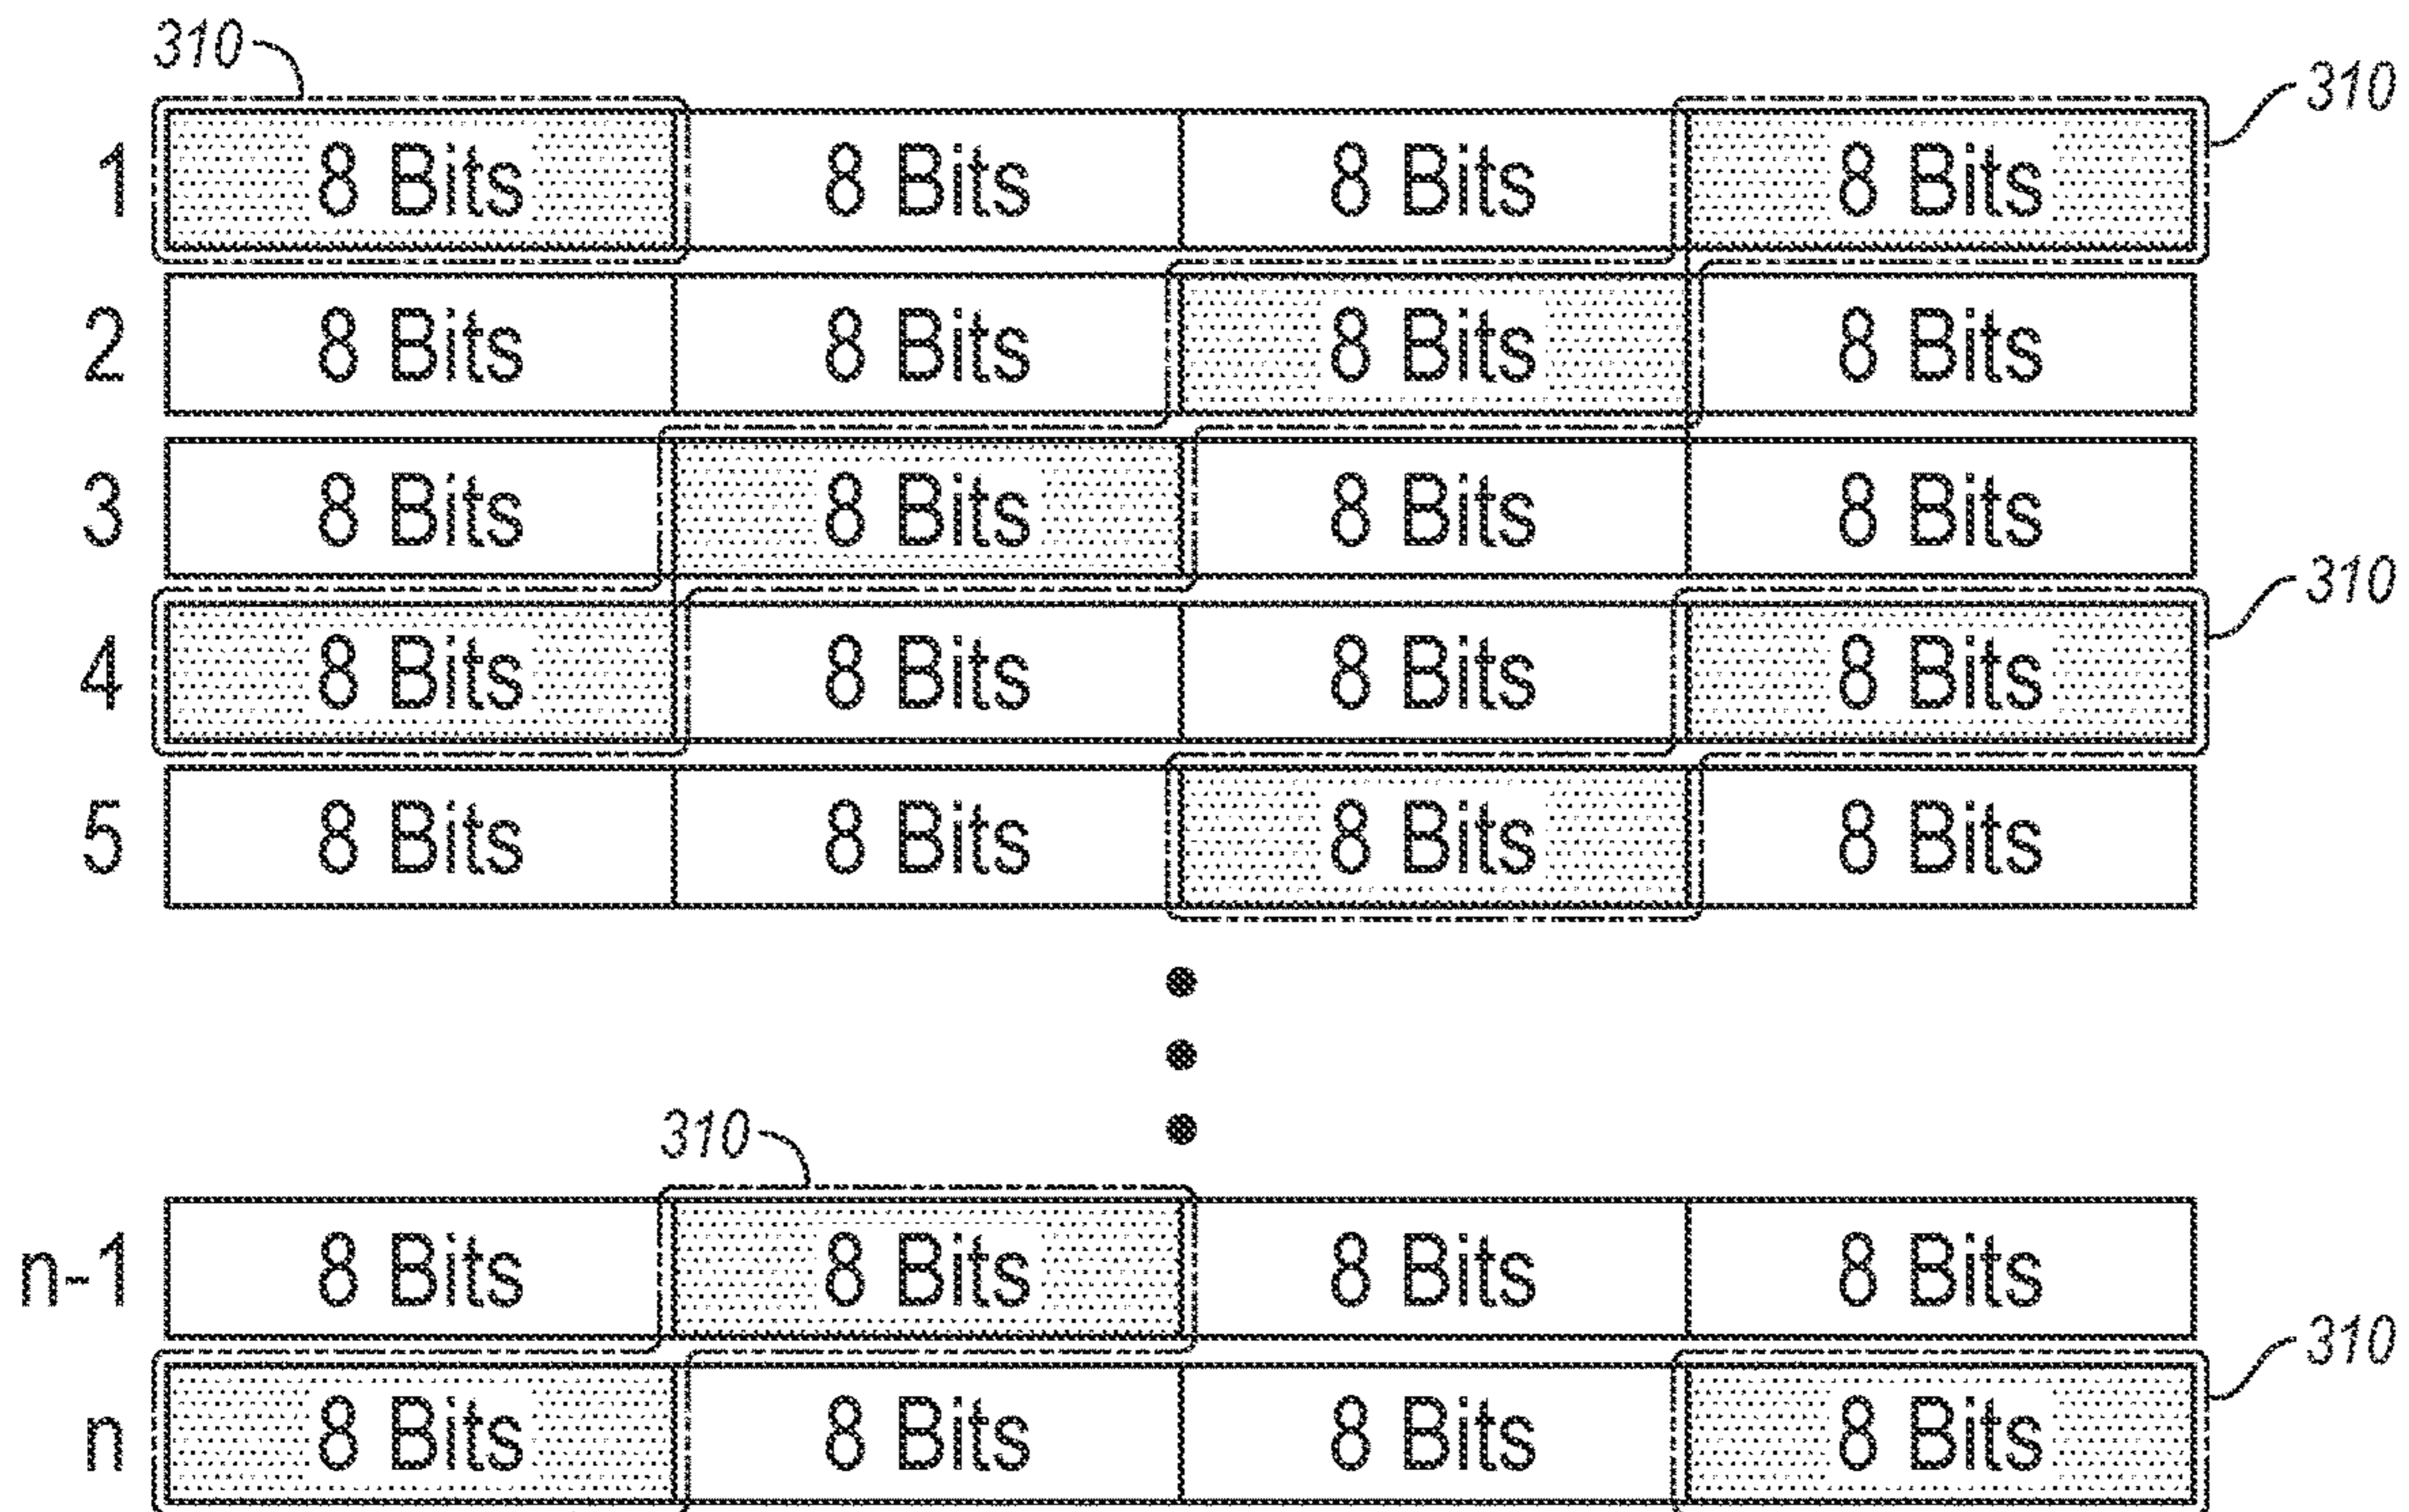 310
310
1 8 Bits 8 Bits 8 Bits 8 Bits
2 8 Bits 8 Bits 8 Bits 8 Bits
3 8 Bits 8 Bits 8 Bits 8 Bits
310
4 8 Bits 8 Bits 8 Bits 8 Bits
5 8 Bits 8 Bits 8 Bits 8 Bits
310
n-1 8 Bits 8 Bits 8 Bits 8 Bits
310
n 8 Bits 8 Bits 8 Bits 8 Bits